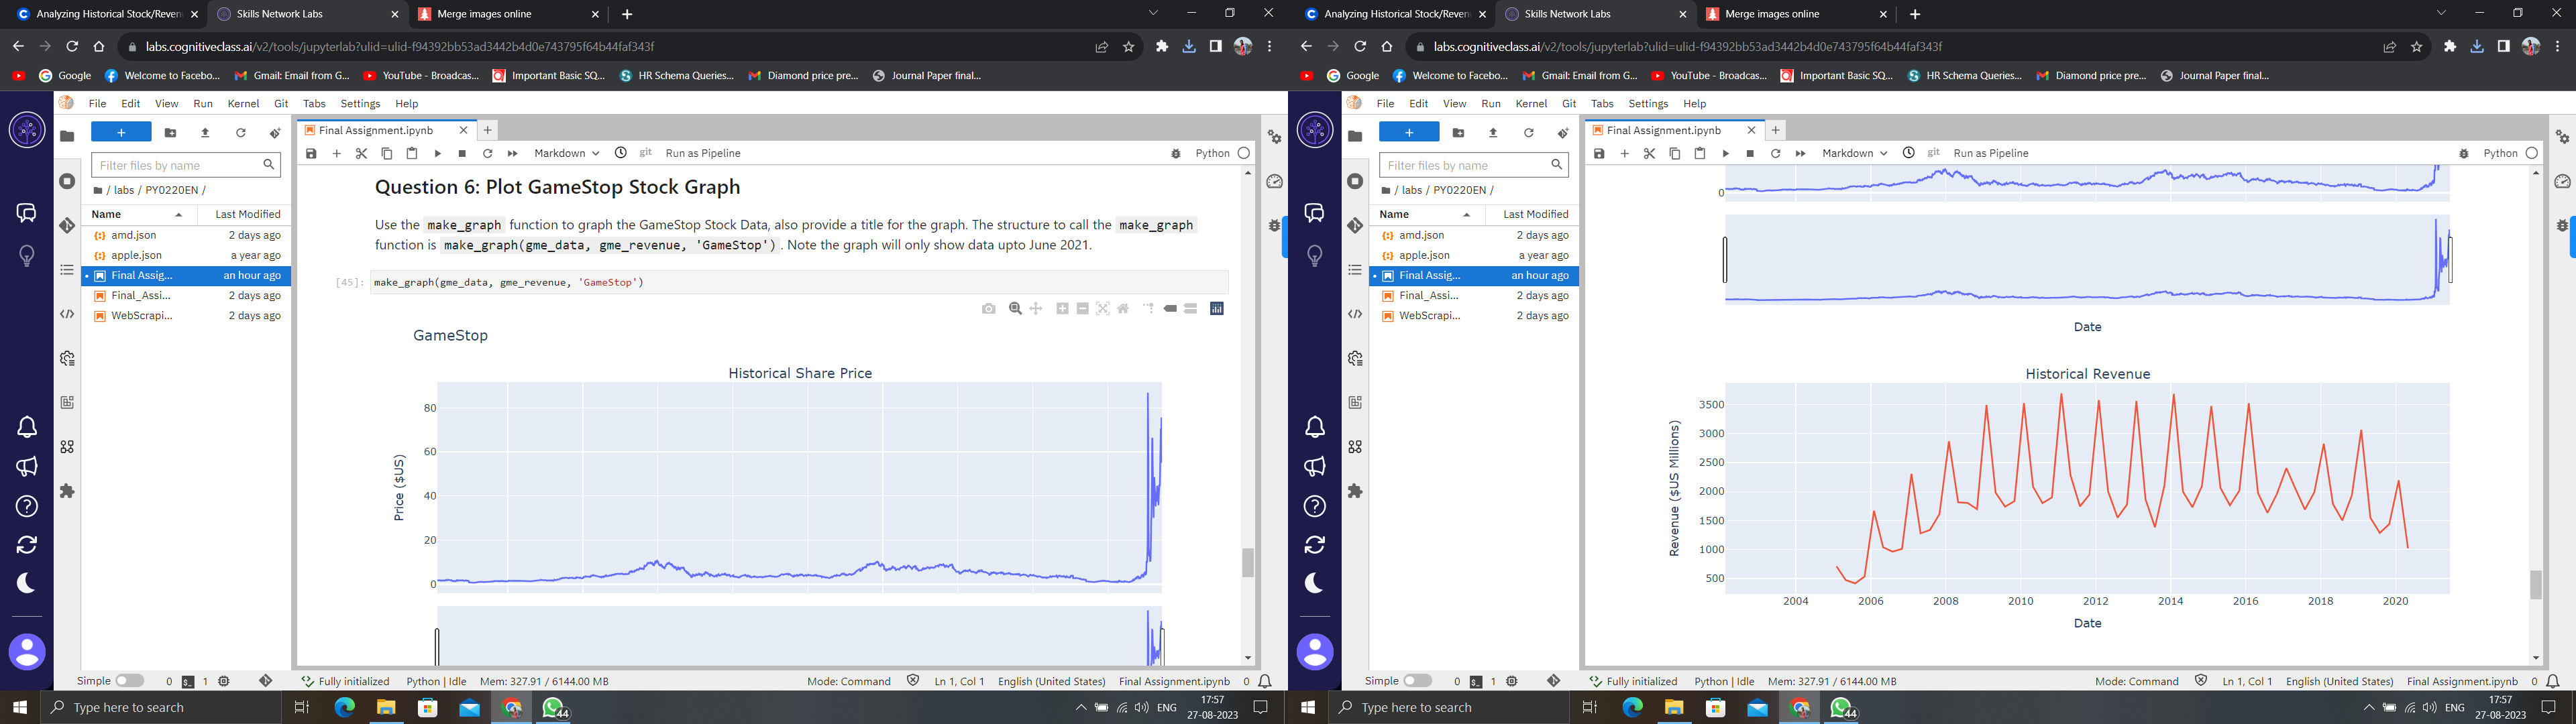 Analyzing Historical Stock/Reven
Skills Network Labs
Merge images online
labs.cognitiveclass.ai/v2/tools/jupyterlab?ulid=ulid-f94392bb53ad3442b4d0e743795f64b44faf343f
Google
Welcome to Facebo...
Gmail: Email from G...
YouTube - Broadcas...
Important Basic SQ...
HR Schema Queries...
Diamond price pre...
Journal Paper final...
File Edit View Run Kernel Git Tabs Settings Help
Filter files by name
/ labs / PY0220EN /
Name Last Modified
amd.json 2 days ago
apple.json a year ago
Final Assig... an hour ago
Final_Assi... 2 days ago
WebScrapi... 2 days ago
Final Assignment.ipynb
Markdown git Run as Pipeline Python
Question 6: Plot GameStop Stock Graph
Use the make_graph function to graph the GameStop Stock Data, also provide a title for the graph. The structure to call the make_graph
function is make_graph(gme_data, gme_revenue, 'GameStop') . Note the graph will only show data upto June 2021.
[45]: make_graph(gme_data, gme_revenue, 'GameStop')
GameStop
Historical Share Price
80
60
40
20
0
Price ($US)
Simple 0 1 Fully initialized Python | Idle Mem: 327.91 / 6144.00 MB Mode: Command Ln 1, Col 1 English (United States) Final Assignment.ipynb 0
Type here to search
44
ENG
17:57
27-08-2023
Analyzing Historical Stock/Reven
Skills Network Labs
Merge images online
labs.cognitiveclass.ai/v2/tools/jupyterlab?ulid=ulid-f94392bb53ad3442b4d0e743795f64b44faf343f
Google
Welcome to Facebo...
Gmail: Email from G...
YouTube - Broadcas...
Important Basic SQ...
HR Schema Queries...
Diamond price pre...
Journal Paper final...
File Edit View Run Kernel Git Tabs Settings Help
Filter files by name
/ labs / PY0220EN /
Name Last Modified
amd.json 2 days ago
apple.json a year ago
Final Assig... an hour ago
Final_Assi... 2 days ago
WebScrapi... 2 days ago
Final Assignment.ipynb
Markdown git Run as Pipeline Python
0
Date
Historical Revenue
3500
3000
2500
2000
1500
1000
500
Revenue ($US Millions)
2004 2006 2008 2010 2012 2014 2016 2018 2020
Date
Simple 0 1 Fully initialized Python | Idle Mem: 327.91 / 6144.00 MB Mode: Command Ln 1, Col 1 English (United States) Final Assignment.ipynb 0
Type here to search
44
ENG
17:57
27-08-2023